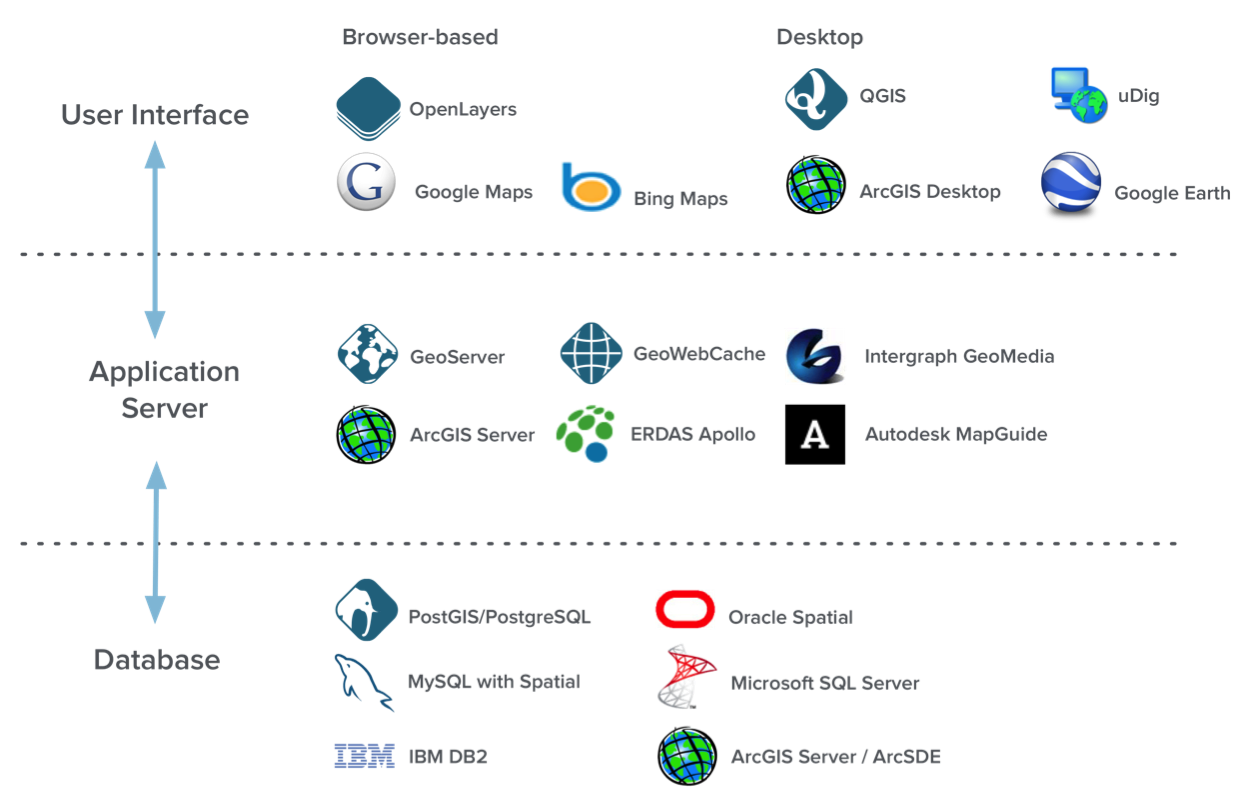 Browser-based
Desktop
User Interface
OpenLayers
QGIS
uDig
G
Google Maps
b
Bing Maps
ArcGIS Desktop
Google Earth
Application
Server
GeoServer
GeoWebCache
Intergraph GeoMedia
ArcGIS Server
ERDAS Apollo
A
Autodesk MapGuide
Database
PostGIS/PostgreSQL
Oracle Spatial
MySQL with Spatial
Microsoft SQL Server
IBM
IBM DB2
ArcGIS Server / ArcSDE